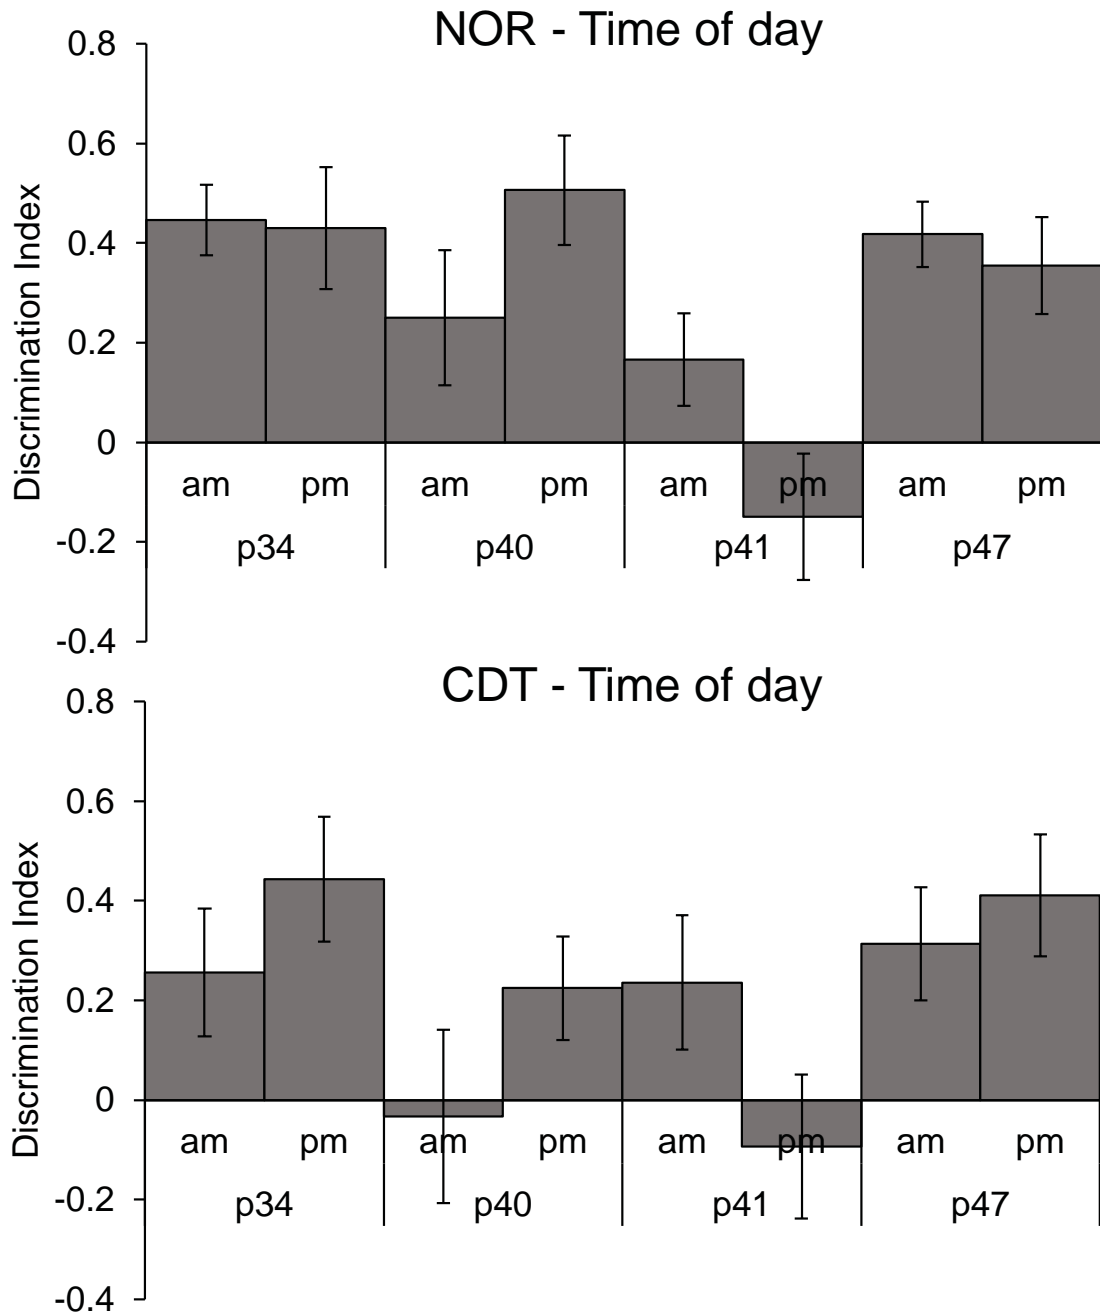 NOR - Time of day
0.8
0.6
0.4
0.2
0
-0.2
-0.4
Discrimination Index
am pm am pm am pm am pm
p34 p40 p41 p47
CDT - Time of day
0.8
0.6
0.4
0.2
0
-0.2
-0.4
Discrimination Index
am pm am pm am pm am pm
p34 p40 p41 p47